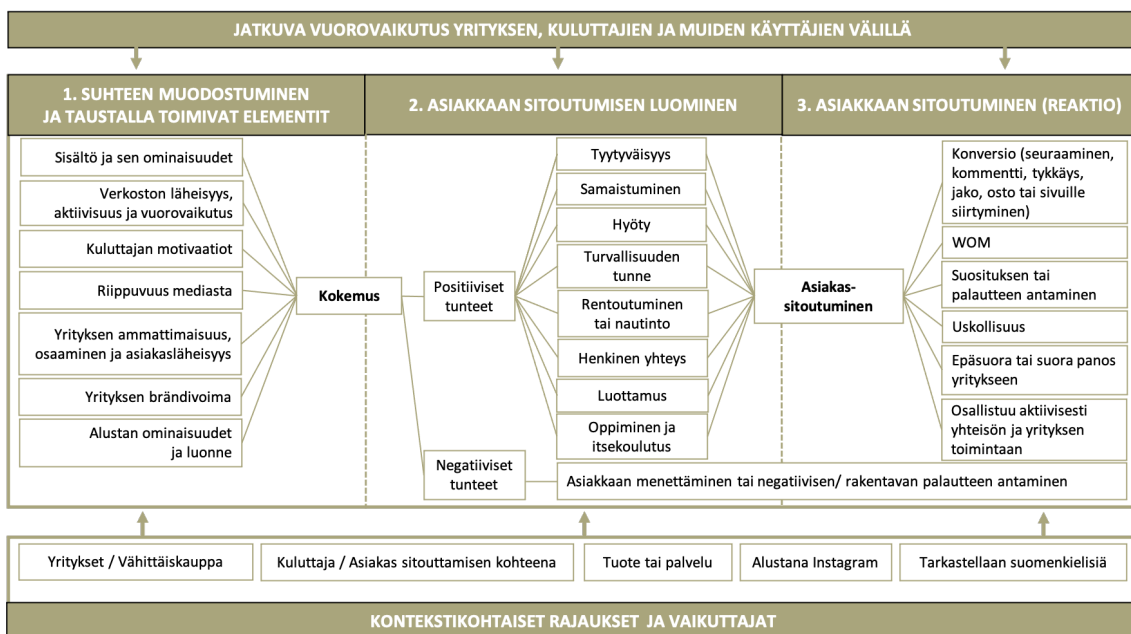 JATKUVA VUOROVAIKUTUS YRITYKSEN, KULUTTAJIEN JA MUIDEN KÄYTTÄJIEN VÄLILLÄ
1. SUHTEEN MUODOSTUMINEN
JA TAUSTALLA TOIMIVAT ELEMENTIT
Sisältö ja sen ominaisuudet
Verkoston läheisyys,
aktiivisuus ja vuorovaikutus
Kuluttajan motivaatiot
Riippuvuus mediasta
Yrityksen ammattimaisuus,
osaaminen ja asiakasläheisyys
Yrityksen brändivoima
Alustan ominaisuudet
ja luonne
Kokemus
2. ASIAKKAAN SITOUTUMISEN LUOMINEN
Positiiviset
tunteet
Tyytyväisyys
Samaistuminen
Hyöty
Turvallisuuden
tunne
Rentoutuminen
tai nautinto
Henkinen yhteys
Luottamus
Oppiminen ja
itsekoulutus
Negatiiviset
tunteet
Asiakkaan menettäminen tai negatiivisen/ rakentavan palautteen antaminen
3. ASIAKKAAN SITOUTUMINEN (REAKTIO)
Asiakas-
sitoutuminen
Konversio (seuraaminen,
kommentti, tykkäys,
jako, osto tai sivuille
siirtyminen)
WOM
Suosituksen tai
palautteen antaminen
Uskollisuus
Epäsuora tai suora panos
yritykseen
Osallistuu aktiivisesti
yhteisön ja yrityksen
toimintaan
Yritykset / Vähittäiskauppa
Kuluttaja / Asiakas sitouttamisen kohteena
Tuote tai palvelu
Alustana Instagram
Tarkastellaan suomenkielisiä
KONTEKSTIKOHTAISET RAJAUKSET JA VAIKUTTAJAT